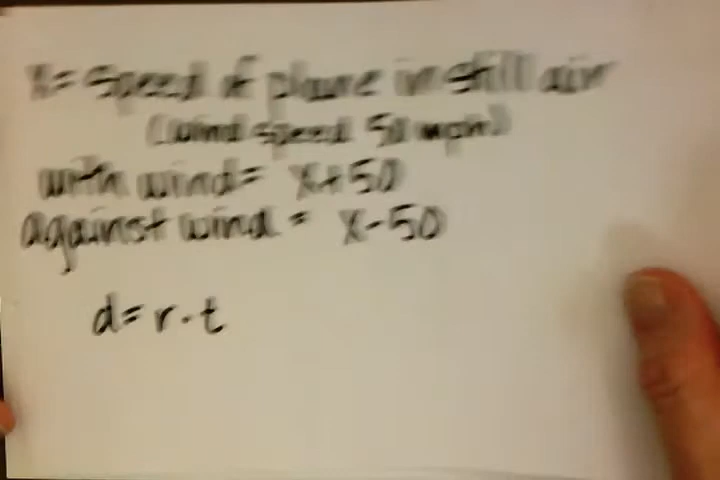 x = speed of plane in still air
(wind speed 50 mph)
with wind = x+50
against wind = x-50
d = r·t